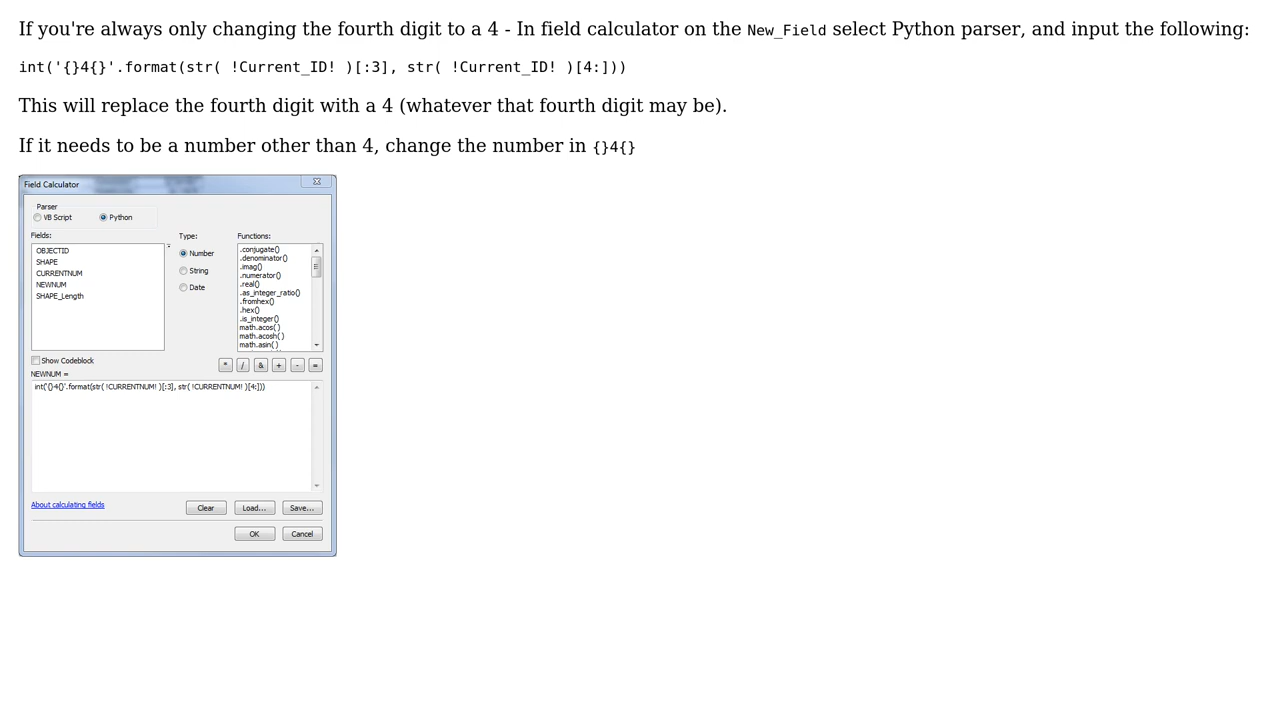 If you're always only changing the fourth digit to a 4 - In field calculator on the New_Field select Python parser, and input the following:
int('{}4{}'.format(str( !Current_ID! )[:3], str( !Current_ID! )[4:]))
This will replace the fourth digit with a 4 (whatever that fourth digit may be).
If it needs to be a number other than 4, change the number in {}4{}
Field Calculator
Parser
VB Script
Python
Fields:
OBJECTID
SHAPE
CURRENTNUM
NEWNUM
SHAPE_Length
Type:
Number
String
Date
Functions:
.conjugate()
.denominator()
.imag()
.numerator()
.real()
.as_integer_ratio()
.fromhex()
.hex()
.is_integer()
math.acos( )
math.acosh( )
math.asin( )
Show Codeblock
* / & + - =
NEWNUM =
int('{}4{}'.format(str( !CURRENTNUM! )[:3], str( !CURRENTNUM! )[4:]))
About calculating fields
Clear
Load...
Save...
OK
Cancel